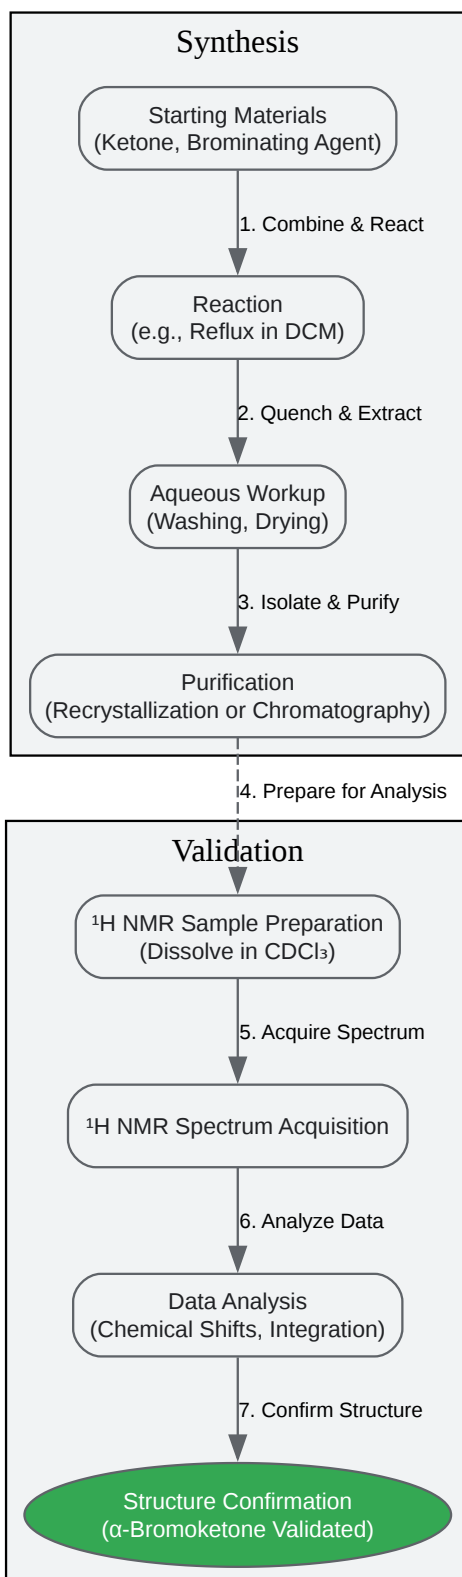 Synthesis
Starting Materials
(Ketone, Brominating Agent)
1. Combine & React
Reaction
(e.g., Reflux in DCM)
2. Quench & Extract
Aqueous Workup
(Washing, Drying)
3. Isolate & Purify
Purification
(Recrystallization or Chromatography)
4. Prepare for Analysis
Validation
¹H NMR Sample Preparation
(Dissolve in CDCl₃)
5. Acquire Spectrum
¹H NMR Spectrum Acquisition
6. Analyze Data
Data Analysis
(Chemical Shifts, Integration)
7. Confirm Structure
Structure Confirmation
(α-Bromoketone Validated)